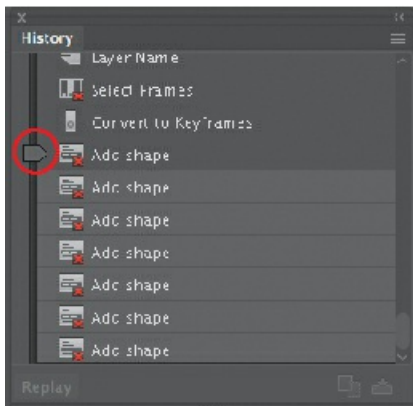 History
Layer Name
Select Frames
Convert to Keyframes
Add shape
Add shape
Add shape
Add shape
Add shape
Add shape
Add shape
Replay